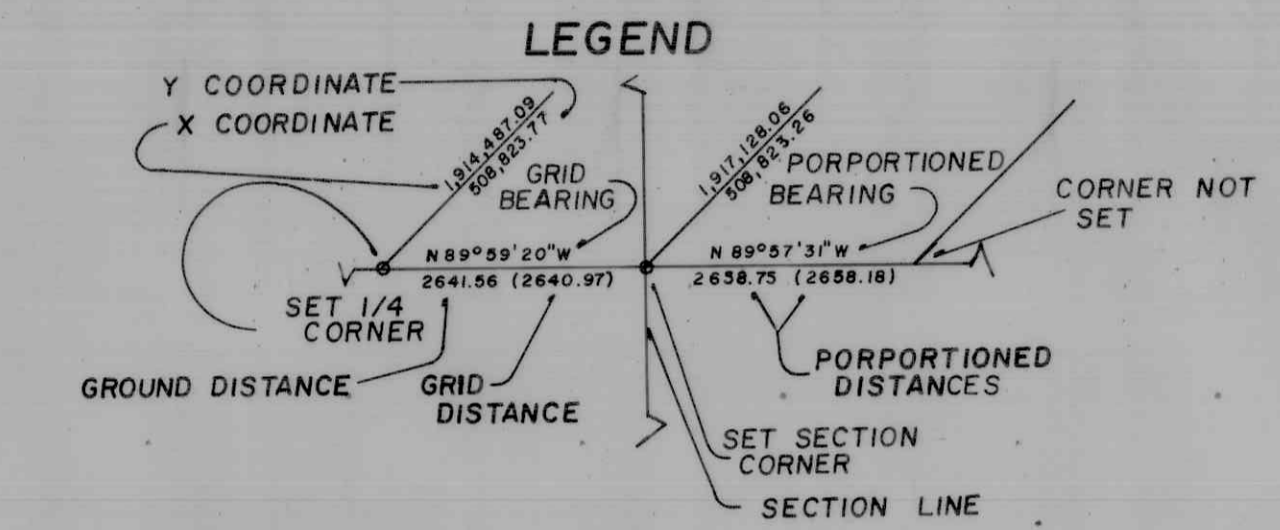 LEGEND
Y COORDINATE
X COORDINATE
1,914,487.09
508,823.77
GRID
BEARING
1,917,128.06
508,823.26
PORPORTIONED
BEARING
CORNER NOT
SET
N 89°59'20"W
2641.56 (2640.97)
N 89°57'31"W
2658.75 (2658.18)
SET 1/4
CORNER
GROUND DISTANCE
GRID
DISTANCE
PORPORTIONED
DISTANCES
SET SECTION
CORNER
SECTION LINE